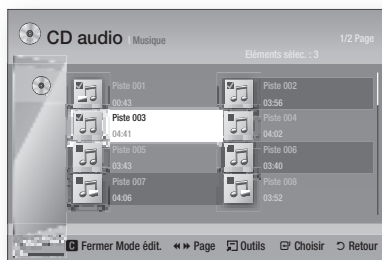 CD audio | Musique
1/2 Page
Eléments sélec. : 3
Piste 001
00:43
Piste 002
03:56
Piste 003
04:41
Piste 004
04:02
Piste 005
03:43
Piste 006
03:40
Piste 007
04:06
Piste 008
03:52
C Fermer Mode édit. Page Outils Choisir Retour